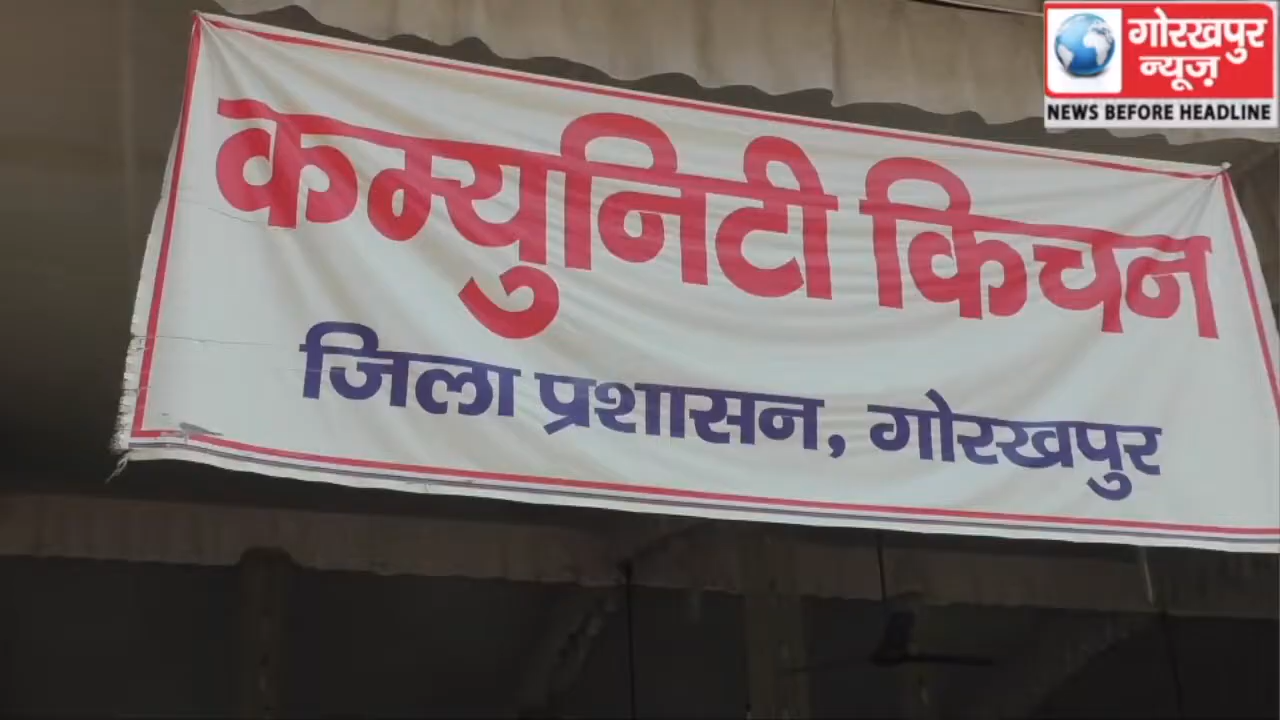 गोरखपुर
न्यूज़
NEWS BEFORE HEADLINE
कम्युनिटी किचन
जिला प्रशासन, गोरखपुर